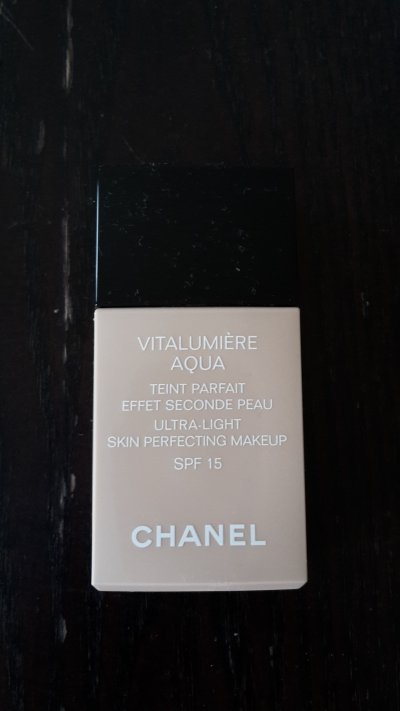 VITALUMIÈRE
AQUA
TEINT PARFAIT
EFFET SECONDE PEAU
ULTRA-LIGHT
SKIN PERFECTING MAKEUP
SPF 15
CHANEL